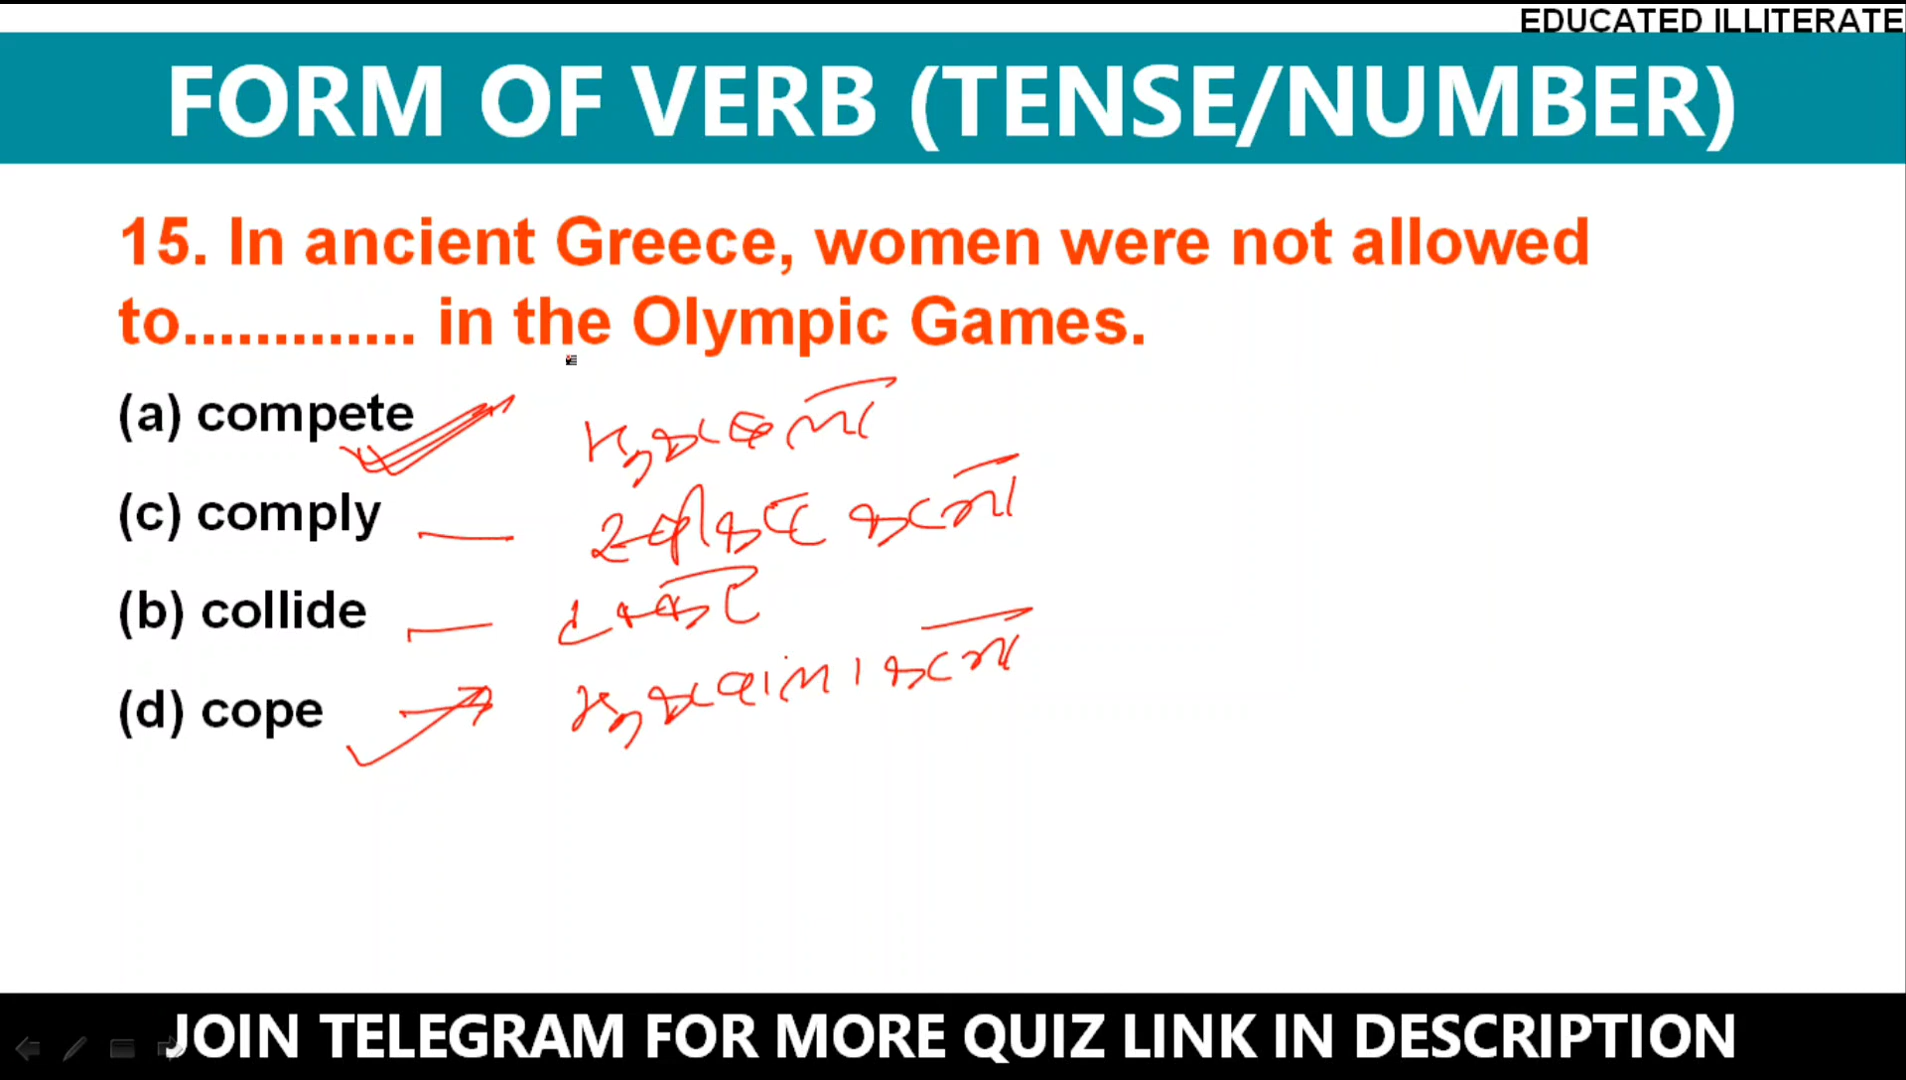 EDUCATED ILLITERATE
FORM OF VERB (TENSE/NUMBER)
15. In ancient Greece, women were not allowed
to............. in the Olympic Games.
(a) compete
(c) comply
(b) collide
(d) cope
JOIN TELEGRAM FOR MORE QUIZ LINK IN DESCRIPTION